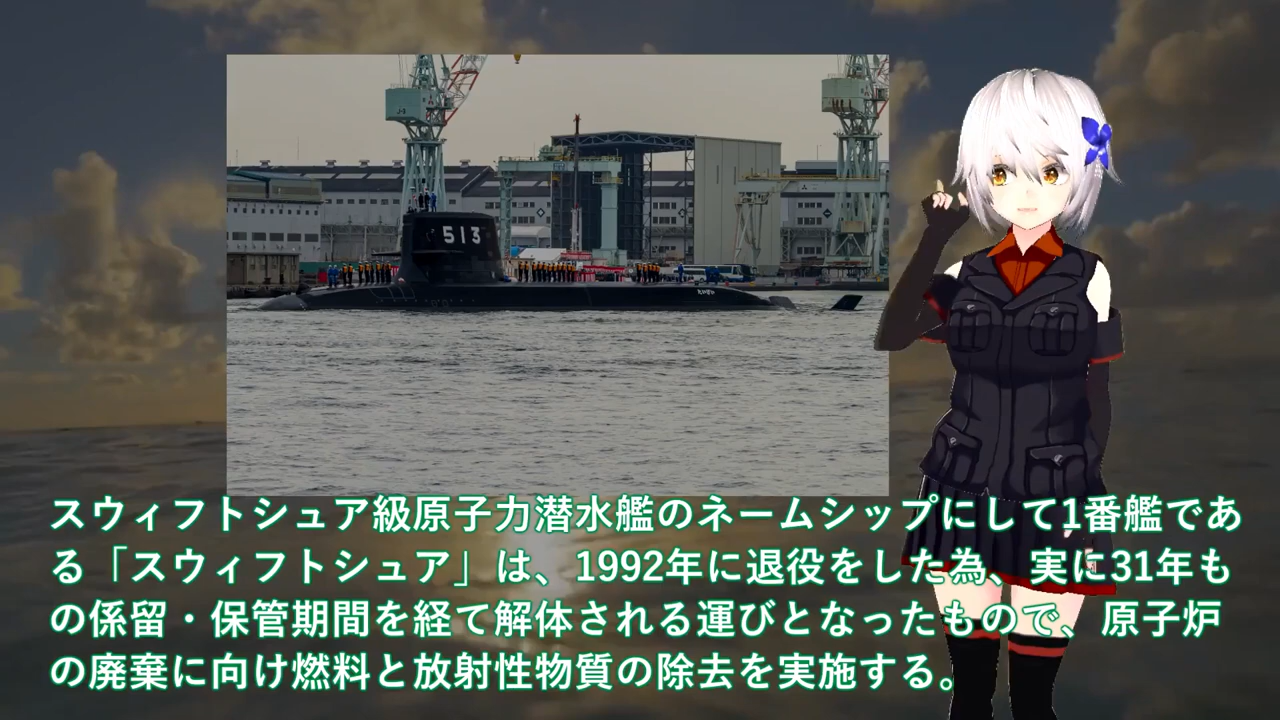 513
スウィフトシュア級原子力潜水艦のネームシップにして1番艦であ
る「スウィフトシュア」は、1992年に退役をした為、実に31年も
の係留・保管期間を経て解体される運びとなったもので、原子炉
の廃棄に向け燃料と放射性物質の除去を実施する。